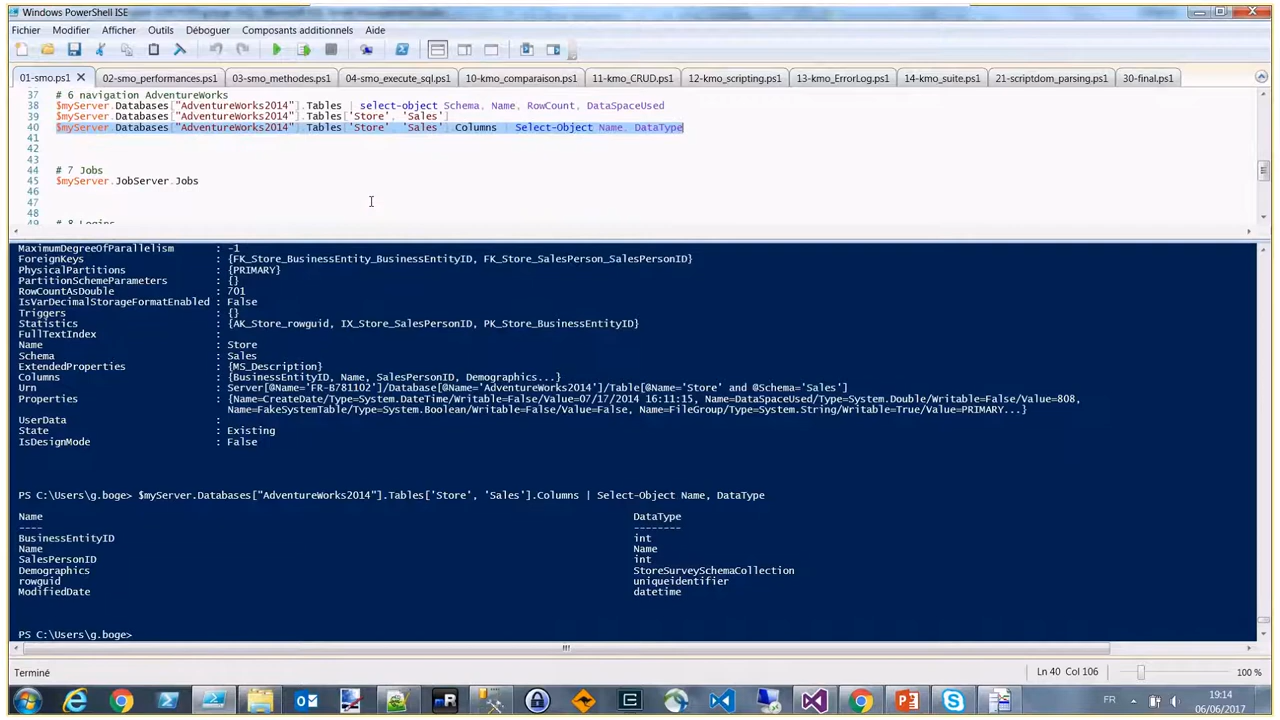 Windows PowerShell ISE
Fichier Modifier Afficher Outils Déboguer Composants additionnels Aide
01-smo.ps1 02-smo_performances.ps1 03-smo_methodes.ps1 04-smo_execute_sql.ps1 10-kmo_comparaison.ps1 11-kmo_CRUD.ps1 12-kmo_scripting.ps1 13-kmo_ErrorLog.ps1 14-kmo_suite.ps1 21-scriptdom_parsing.ps1 30-final.ps1
37 # 6 navigation AdventureWorks
38 $myServer.Databases["AdventureWorks2014"].Tables | select-object Schema, Name, RowCount, DataSpaceUsed
39 $myServer.Databases["AdventureWorks2014"].Tables['Store', 'Sales']
40 $myServer.Databases["AdventureWorks2014"].Tables['Store', 'Sales'].Columns | Select-Object Name, DataType
41
42
43
44 # 7 Jobs
45 $myServer.JobServer.Jobs
46
47
48
49 # 8 Logins
MaximumDegreeOfParallelism : -1
ForeignKeys : {FK_Store_BusinessEntity_BusinessEntityID, FK_Store_SalesPerson_SalesPersonID}
PhysicalPartitions : {PRIMARY}
PartitionSchemeParameters : {}
RowCountAsDouble : 701
IsVarDecimalStorageFormatEnabled : False
Triggers : {}
Statistics : {AK_Store_rowguid, IX_Store_SalesPersonID, PK_Store_BusinessEntityID}
FullTextIndex :
Name : Store
Schema : Sales
ExtendedProperties : {MS_Description}
Columns : {BusinessEntityID, Name, SalesPersonID, Demographics...}
Urn : Server[@Name='FR-B781102']/Database[@Name='AdventureWorks2014']/Table[@Name='Store' and @Schema='Sales']
Properties : {Name=CreateDate/Type=System.DateTime/Writable=False/Value=07/17/2014 16:11:15, Name=DataSpaceUsed/Type=System.Double/Writable=False/Value=808,
Name=FakeSystemTable/Type=System.Boolean/Writable=False/Value=False, Name=FileGroup/Type=System.String/Writable=True/Value=PRIMARY...}
UserData :
State : Existing
IsDesignMode : False
PS C:\Users\g.boge> $myServer.Databases["AdventureWorks2014"].Tables['Store', 'Sales'].Columns | Select-Object Name, DataType
Name DataType
---- --------
BusinessEntityID int
Name Name
SalesPersonID int
Demographics StoreSurveySchemaCollection
rowguid uniqueidentifier
ModifiedDate datetime
PS C:\Users\g.boge>
Terminé Ln 40 Col 106 100 %
FR 19:14
06/06/2017